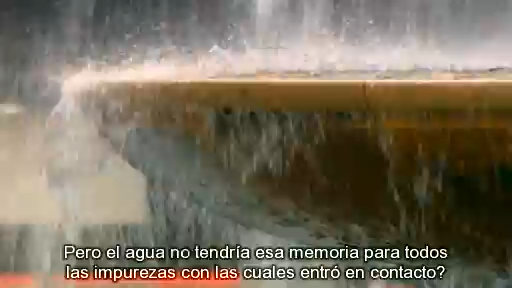 Pero el agua no tendría esa memoria para todos
las impurezas con las cuales entró en contacto?